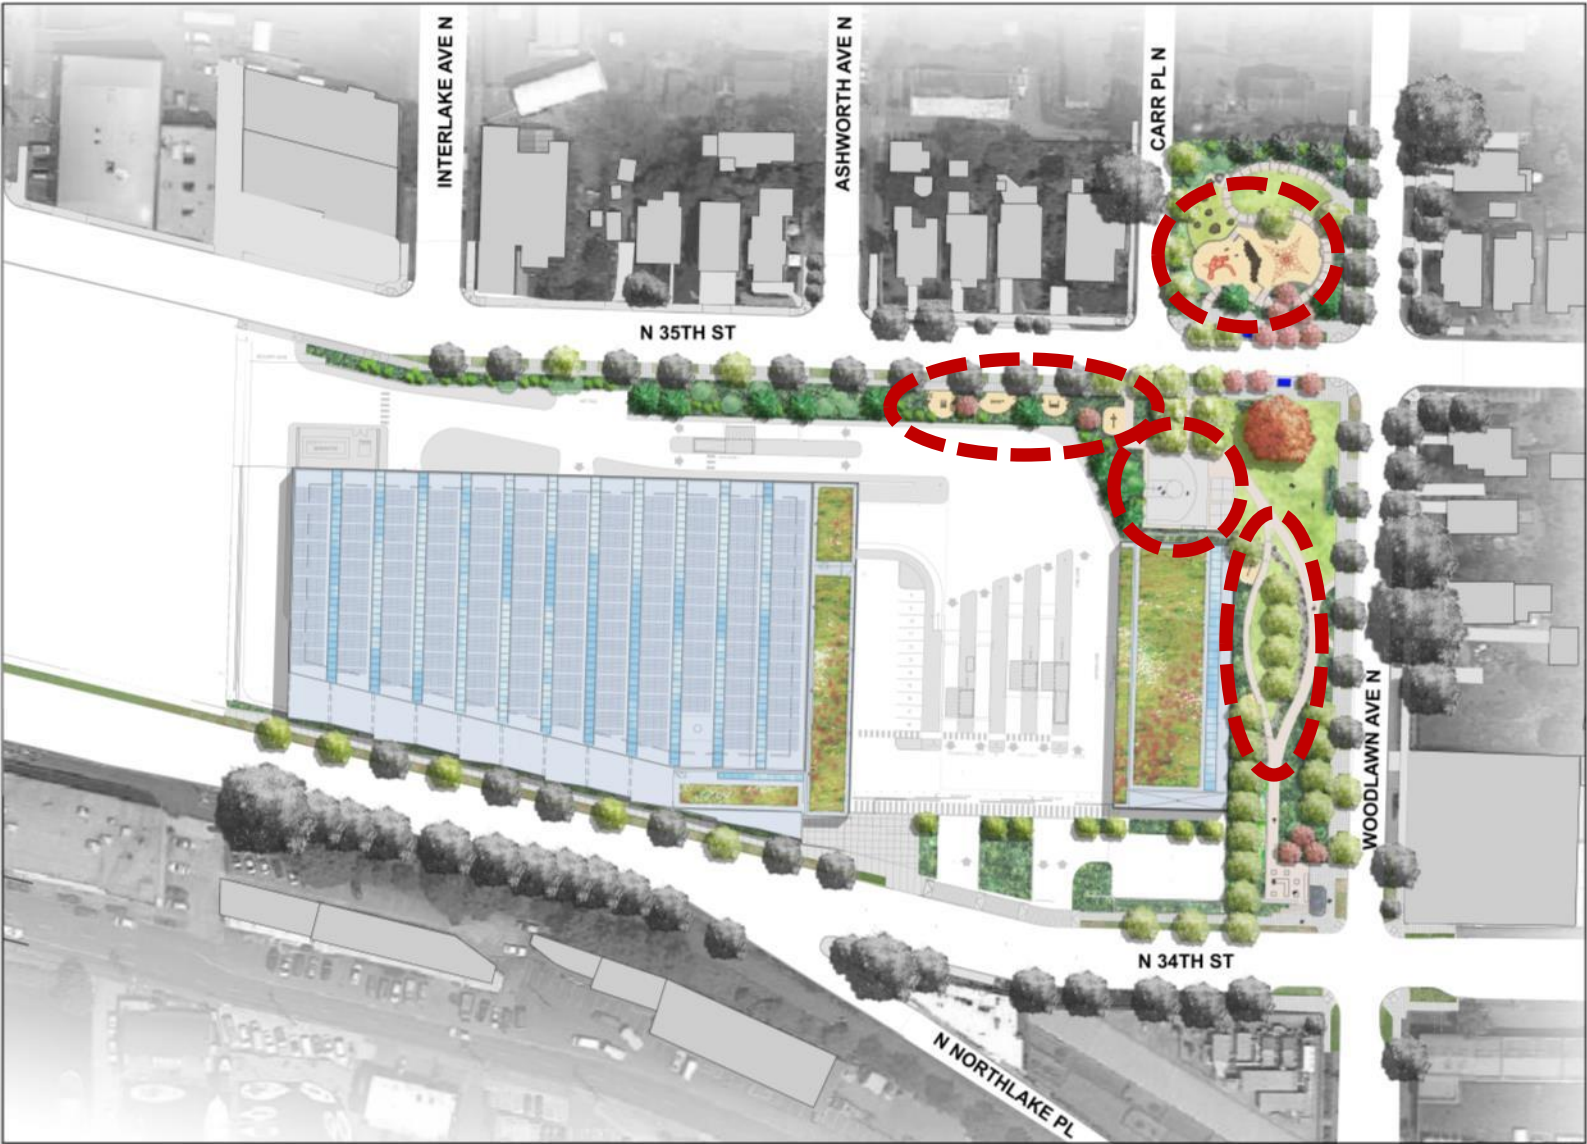 INTERLAKE AVE N
ASHWORTH AVE N
CARR PL N
N 35TH ST
WOODLAWN AVE N
N 34TH ST
N NORTHLAKE PL